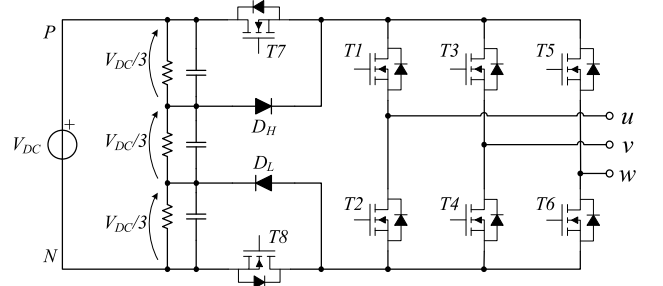 P
T7
T1
T3
T5
V_DC/3
D_H
u
V_DC
+
V_DC/3
v
D_L
w
V_DC/3
T2
T4
T6
T8
N